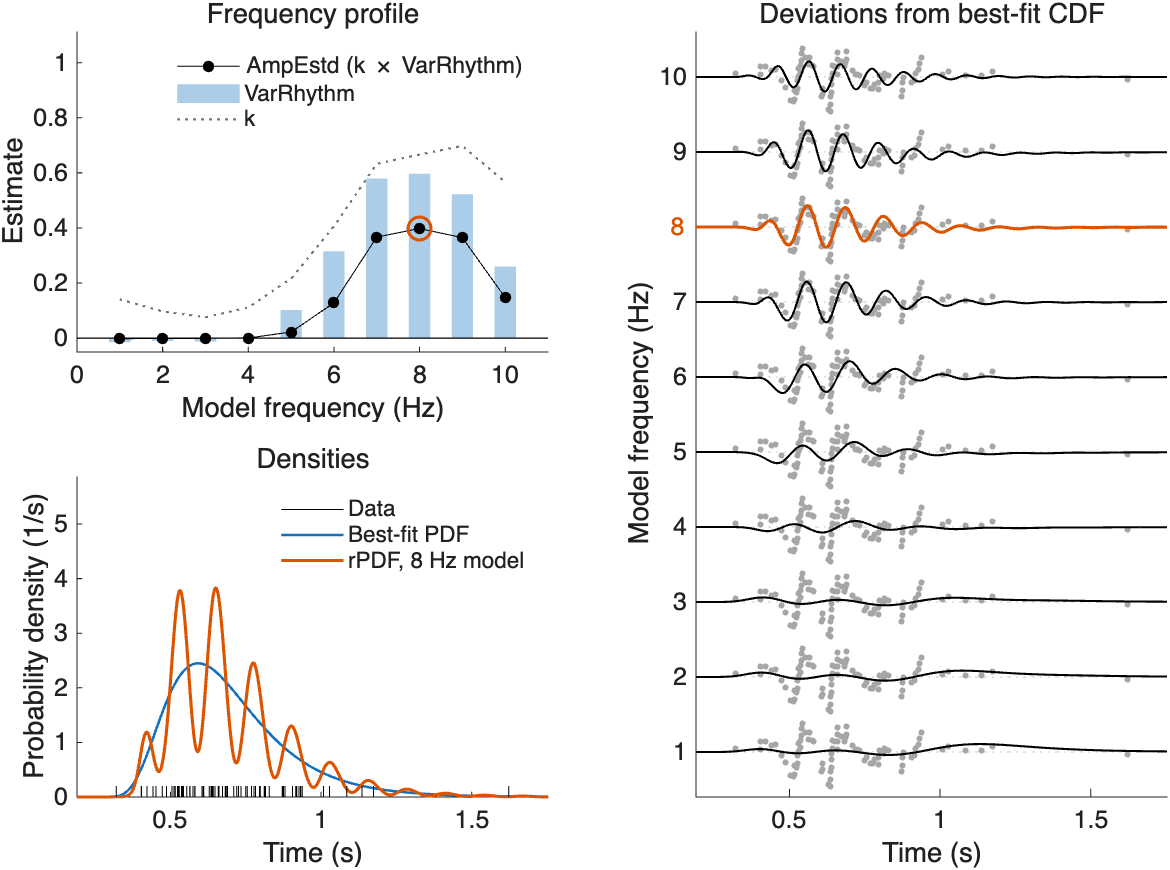 Frequency profile
1
0.8
0.6
0.4
0.2
0
Estimate
AmpEstd (k × VarRhythm)
VarRhythm
k
0 2 4 6 8 10
Model frequency (Hz)
Densities
5
4
3
2
1
0
Probability density (1/s)
Data
Best-fit PDF
rPDF, 8 Hz model
0.5 1 1.5
Time (s)
Deviations from best-fit CDF
10
9
8
7
6
5
4
3
2
1
Model frequency (Hz)
0.5 1 1.5
Time (s)